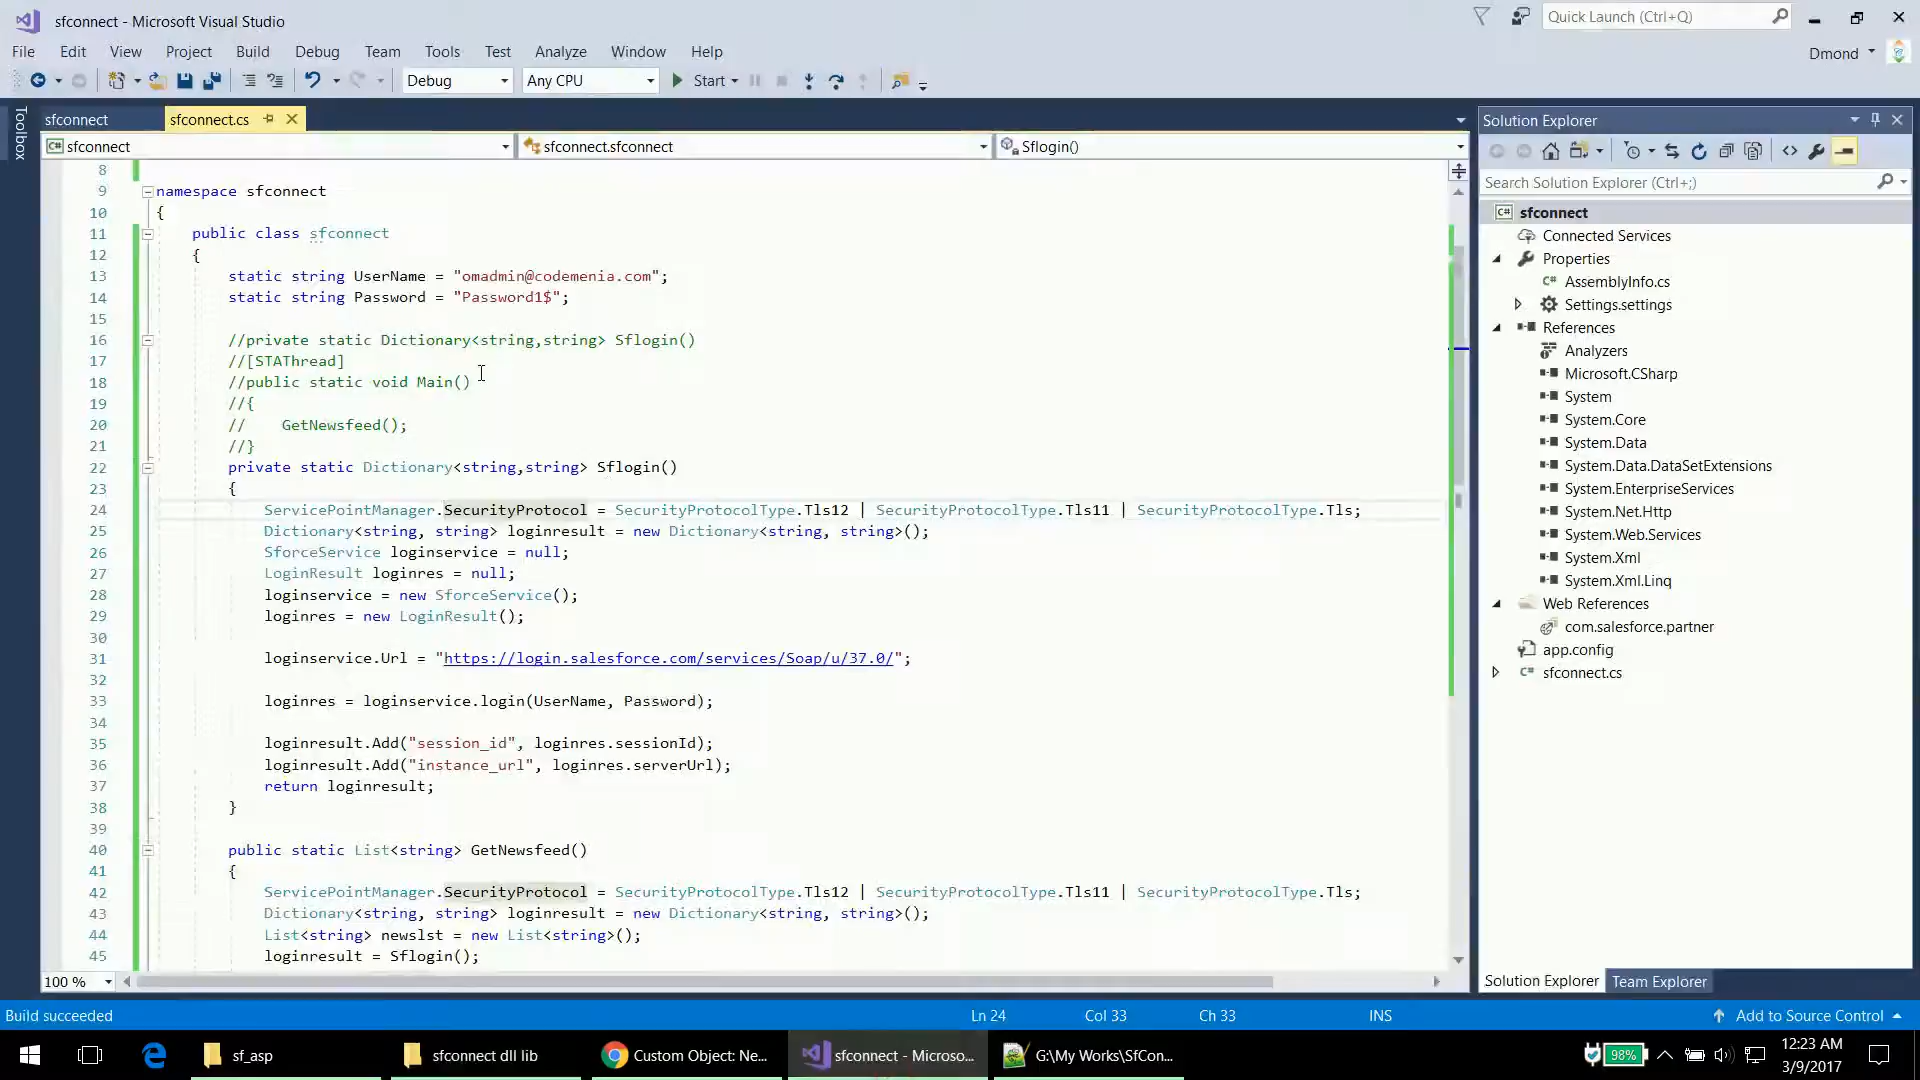 sfconnect - Microsoft Visual Studio
Quick Launch (Ctrl+Q)
File Edit View Project Build Debug Team Tools Test Analyze Window Help
Dmond
Debug Any CPU Start
Toolbox
sfconnect sfconnect.cs
sfconnect sfconnect.sfconnect Sflogin()
8
9 namespace sfconnect
10 {
11 public class sfconnect
12 {
13 static string UserName = "omadmin@codemenia.com";
14 static string Password = "Password1$";
15
16 //private static Dictionary<string,string> Sflogin()
17 //[STAThread]
18 //public static void Main()
19 //{
20 // GetNewsfeed();
21 //}
22 private static Dictionary<string,string> Sflogin()
23 {
24 ServicePointManager.SecurityProtocol = SecurityProtocolType.Tls12 | SecurityProtocolType.Tls11 | SecurityProtocolType.Tls;
25 Dictionary<string, string> loginresult = new Dictionary<string, string>();
26 SforceService loginservice = null;
27 LoginResult loginres = null;
28 loginservice = new SforceService();
29 loginres = new LoginResult();
30
31 loginservice.Url = "https://login.salesforce.com/services/Soap/u/37.0/";
32
33 loginres = loginservice.login(UserName, Password);
34
35 loginresult.Add("session_id", loginres.sessionId);
36 loginresult.Add("instance_url", loginres.serverUrl);
37 return loginresult;
38 }
39
40 public static List<string> GetNewsfeed()
41 {
42 ServicePointManager.SecurityProtocol = SecurityProtocolType.Tls12 | SecurityProtocolType.Tls11 | SecurityProtocolType.Tls;
43 Dictionary<string, string> loginresult = new Dictionary<string, string>();
44 List<string> newslst = new List<string>();
45 loginresult = Sflogin();
100 %
Solution Explorer
Search Solution Explorer (Ctrl+;)
C# sfconnect
Connected Services
Properties
C# AssemblyInfo.cs
Settings.settings
References
Analyzers
Microsoft.CSharp
System
System.Core
System.Data
System.Data.DataSetExtensions
System.EnterpriseServices
System.Net.Http
System.Web.Services
System.Xml
System.Xml.Linq
Web References
com.salesforce.partner
app.config
C# sfconnect.cs
Solution Explorer Team Explorer
Build succeeded Ln 24 Col 33 Ch 33 INS Add to Source Control
sf_asp sfconnect dll lib Custom Object: Ne... sfconnect - Microso... G:\My Works\SfCon...
98%
12:23 AM
3/9/2017